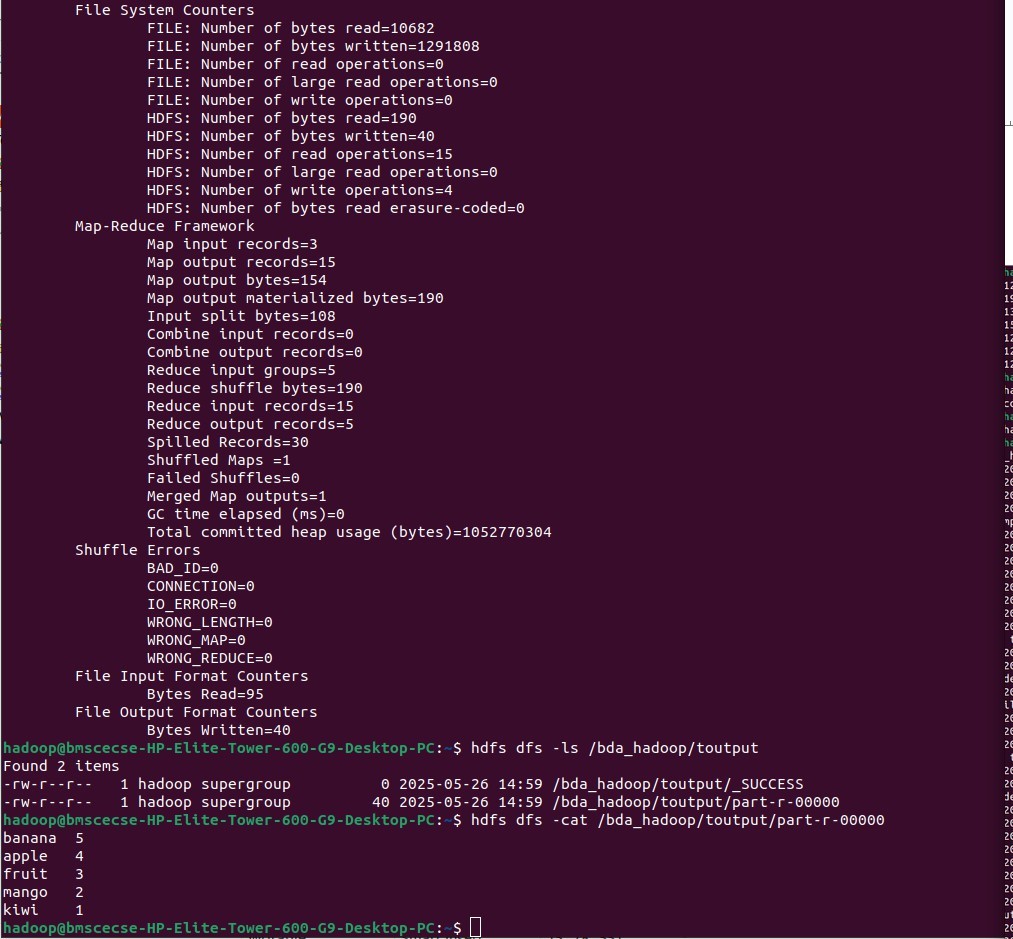 File System Counters
FILE: Number of bytes read=10682
FILE: Number of bytes written=1291808
FILE: Number of read operations=0
FILE: Number of large read operations=0
FILE: Number of write operations=0
HDFS: Number of bytes read=190
HDFS: Number of bytes written=40
HDFS: Number of read operations=15
HDFS: Number of large read operations=0
HDFS: Number of write operations=4
HDFS: Number of bytes read erasure-coded=0
Map-Reduce Framework
Map input records=3
Map output records=15
Map output bytes=154
Map output materialized bytes=190
Input split bytes=108
Combine input records=0
Combine output records=0
Reduce input groups=5
Reduce shuffle bytes=190
Reduce input records=15
Reduce output records=5
Spilled Records=30
Shuffled Maps =1
Failed Shuffles=0
Merged Map outputs=1
GC time elapsed (ms)=0
Total committed heap usage (bytes)=1052770304
Shuffle Errors
BAD_ID=0
CONNECTION=0
IO_ERROR=0
WRONG_LENGTH=0
WRONG_MAP=0
WRONG_REDUCE=0
File Input Format Counters
Bytes Read=95
File Output Format Counters
Bytes Written=40
hadoop@bmscecse-HP-Elite-Tower-600-G9-Desktop-PC:~$ hdfs dfs -ls /bda_hadoop/toutput
Found 2 items
-rw-r--r--   1 hadoop supergroup          0 2025-05-26 14:59 /bda_hadoop/toutput/_SUCCESS
-rw-r--r--   1 hadoop supergroup         40 2025-05-26 14:59 /bda_hadoop/toutput/part-r-00000
hadoop@bmscecse-HP-Elite-Tower-600-G9-Desktop-PC:~$ hdfs dfs -cat /bda_hadoop/toutput/part-r-00000
banana	5
apple	4
fruit	3
mango	2
kiwi	1
hadoop@bmscecse-HP-Elite-Tower-600-G9-Desktop-PC:~$